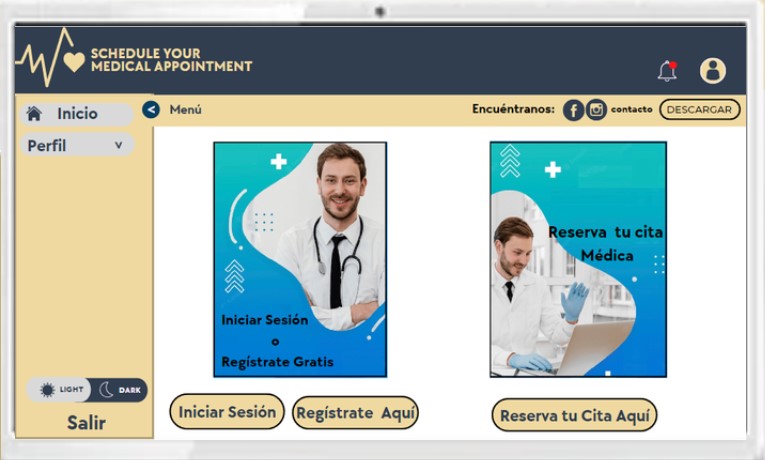 SCHEDULE YOUR
MEDICAL APPOINTMENT
Inicio
Menú
Encuéntranos:
contacto
DESCARGAR
Perfil
Reserva tu cita
Médica
Iniciar Sesión
o
Regístrate Gratis
LIGHT
DARK
Salir
Iniciar Sesión
Regístrate Aquí
Reserva tu Cita Aquí